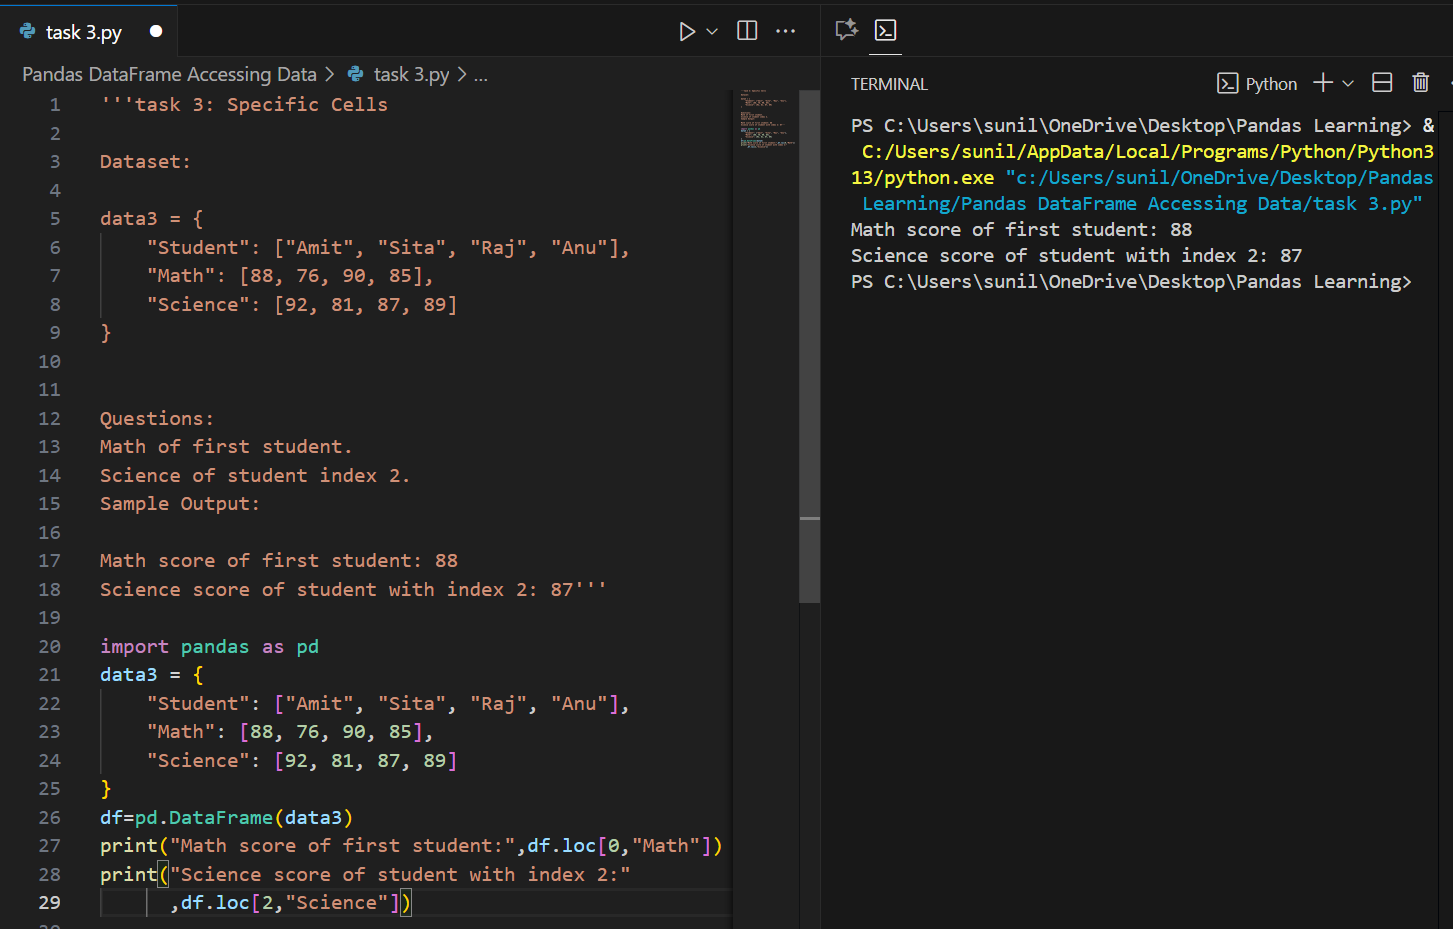 task 3.py
Pandas DataFrame Accessing Data > task 3.py > ...
1 '''task 3: Specific Cells
2
3 Dataset:
4
5 data3 = {
6     "Student": ["Amit", "Sita", "Raj", "Anu"],
7     "Math": [88, 76, 90, 85],
8     "Science": [92, 81, 87, 89]
9 }
10
11
12 Questions:
13 Math of first student.
14 Science of student index 2.
15 Sample Output:
16
17 Math score of first student: 88
18 Science score of student with index 2: 87'''
19
20 import pandas as pd
21 data3 = {
22     "Student": ["Amit", "Sita", "Raj", "Anu"],
23     "Math": [88, 76, 90, 85],
24     "Science": [92, 81, 87, 89]
25 }
26 df=pd.DataFrame(data3)
27 print("Math score of first student:",df.loc[0,"Math"])
28 print("Science score of student with index 2:"
29       ,df.loc[2,"Science"])
TERMINAL
Python
PS C:\Users\sunil\OneDrive\Desktop\Pandas Learning> &
 C:/Users/sunil/AppData/Local/Programs/Python/Python3
13/python.exe "c:/Users/sunil/OneDrive/Desktop/Pandas
 Learning/Pandas DataFrame Accessing Data/task 3.py"
Math score of first student: 88
Science score of student with index 2: 87
PS C:\Users\sunil\OneDrive\Desktop\Pandas Learning>